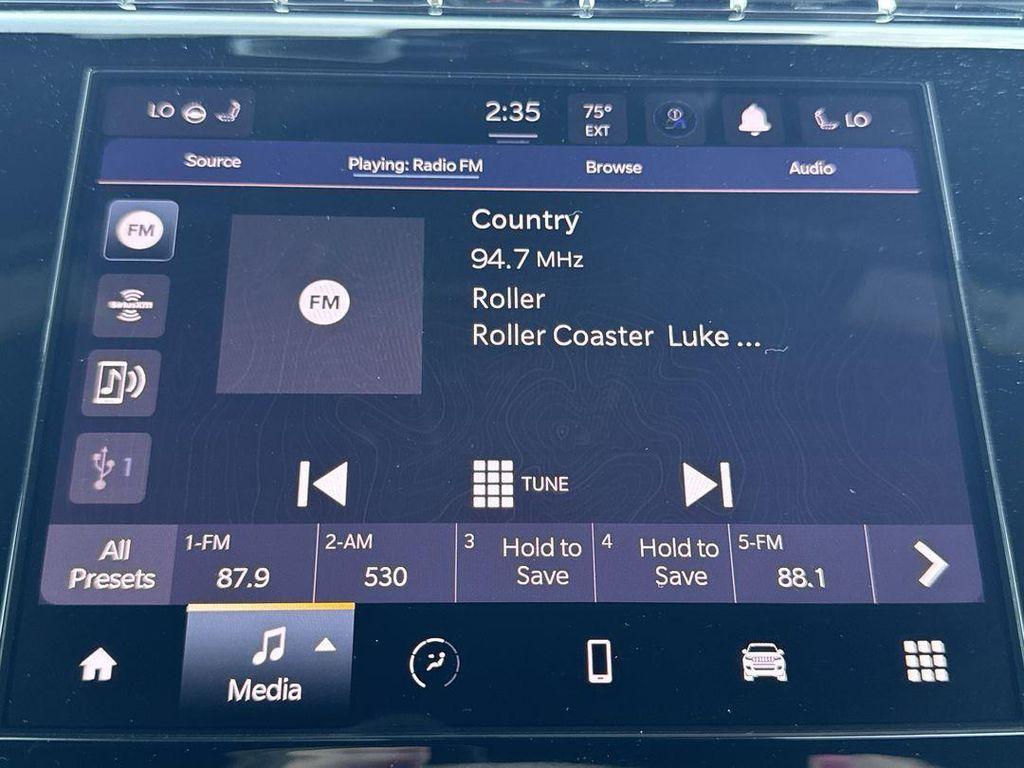 LO
2:35
75°
EXT
LO
Source
Playing: Radio FM
Browse
Audio
FM
Country
94.7 MHz
FM
Roller
SiriusXM
Roller Coaster Luke ...
1
TUNE
All
Presets
1-FM
87.9
2-AM
530
3
Hold to
Save
4
Hold to
Save
5-FM
88.1
Media